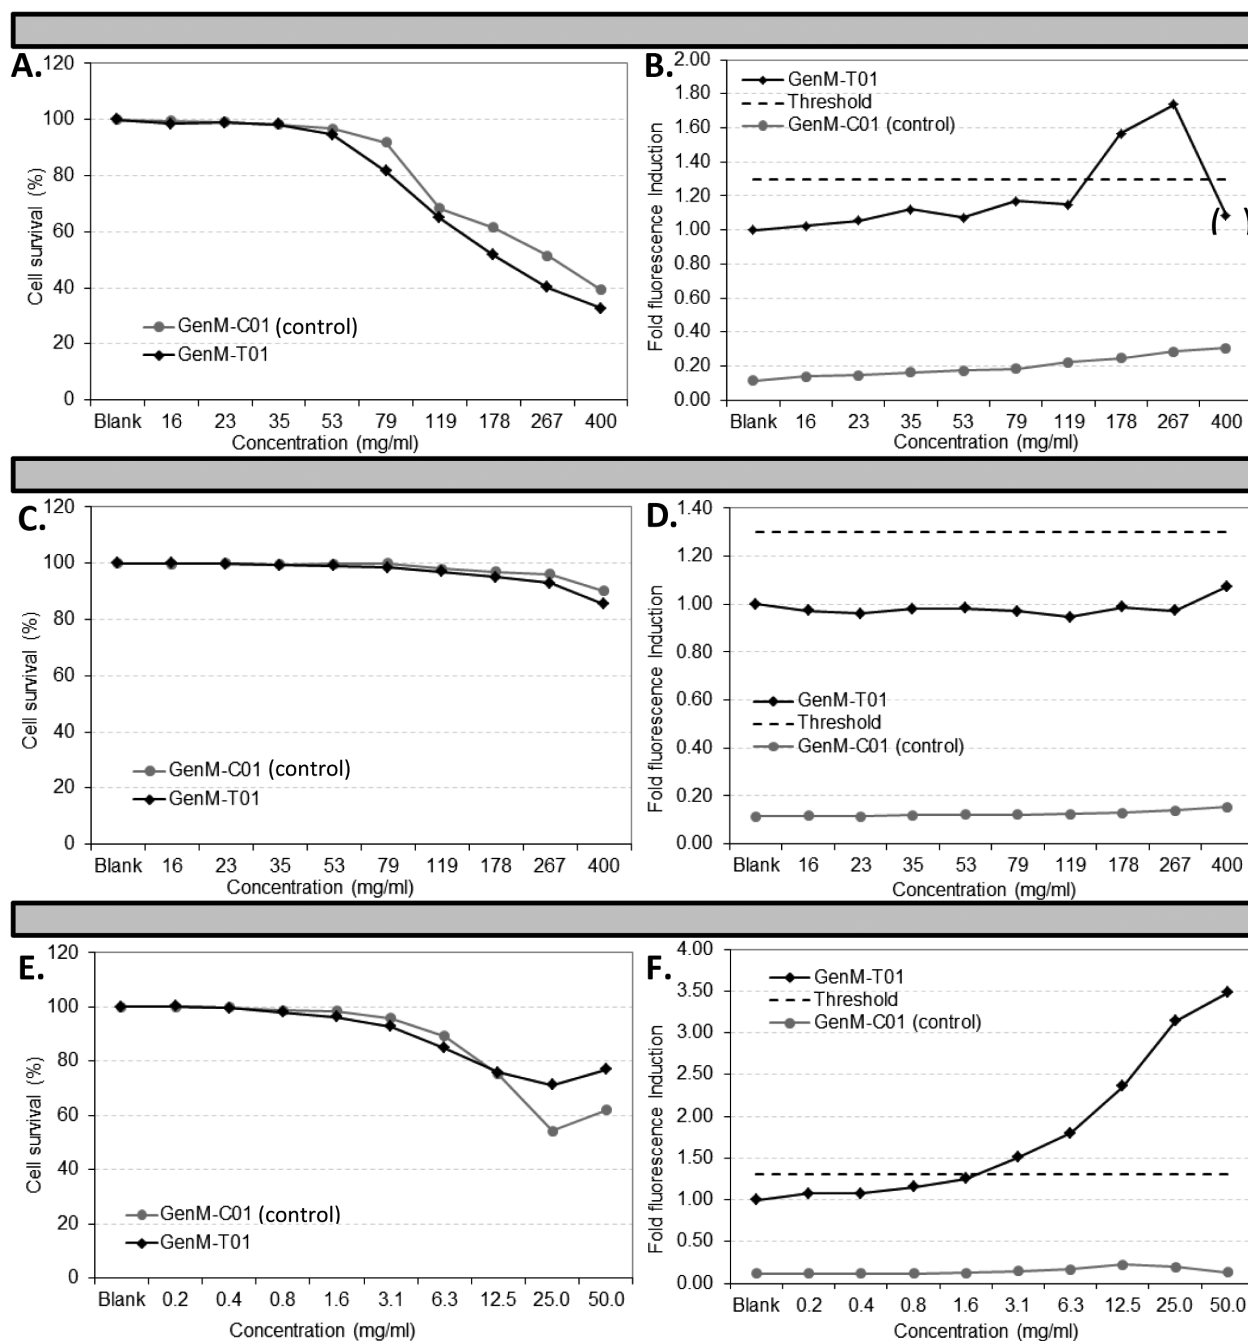 A.
120
100
80
60
40
20
0
Cell survival (%)
GenM-C01 (control)
GenM-T01
Blank 16 23 35 53 79 119 178 267 400
Concentration (mg/ml)
B.
2.00
1.80
1.60
1.40
1.20
1.00
0.80
0.60
0.40
0.20
0.00
Fold fluorescence Induction
GenM-T01
Threshold
GenM-C01 (control)
( )
Blank 16 23 35 53 79 119 178 267 400
Concentration (mg/ml)
C.
120
100
80
60
40
20
0
Cell survival (%)
GenM-C01 (control)
GenM-T01
Blank 16 23 35 53 79 119 178 267 400
Concentration (mg/ml)
D.
1.40
1.20
1.00
0.80
0.60
0.40
0.20
0.00
Fold fluorescence Induction
GenM-T01
Threshold
GenM-C01 (control)
Blank 16 23 35 53 79 119 178 267 400
Concentration (mg/ml)
E.
120
100
80
60
40
20
0
Cell survival (%)
GenM-C01 (control)
GenM-T01
Blank 0.2 0.4 0.8 1.6 3.1 6.3 12.5 25.0 50.0
Concentration (mg/ml)
F.
4.00
3.50
3.00
2.50
2.00
1.50
1.00
0.50
0.00
Fold fluorescence Induction
GenM-T01
Threshold
GenM-C01 (control)
Blank 0.2 0.4 0.8 1.6 3.1 6.3 12.5 25.0 50.0
Concentration (mg/ml)